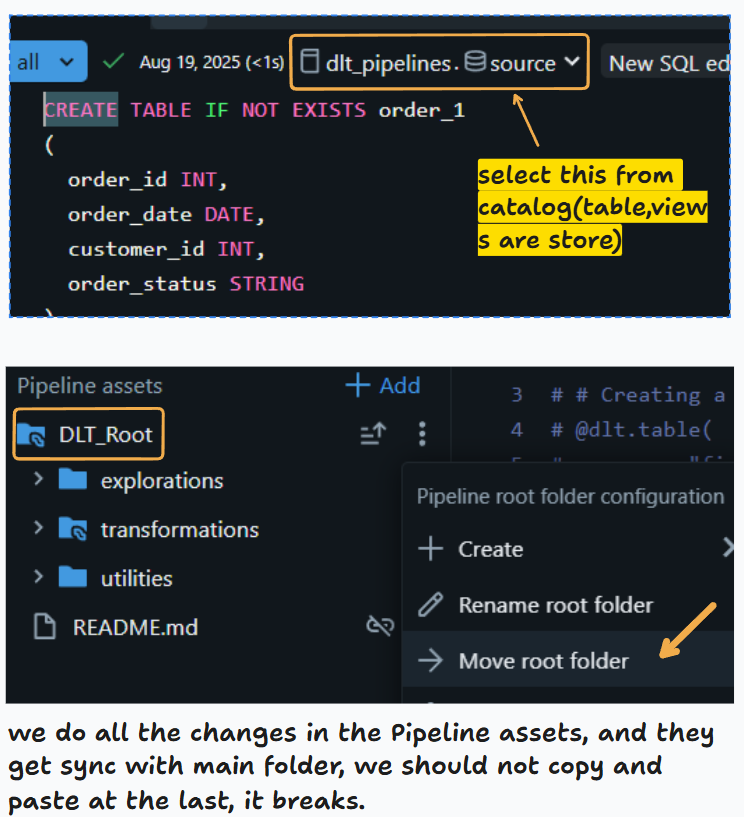 all Aug 19, 2025 (<1s) dlt_pipelines. source New SQL ed
CREATE TABLE IF NOT EXISTS order_1
(
order_id INT,
order_date DATE,
customer_id INT,
order_status STRING
select this from
catalog(table,view
s are store)
Pipeline assets + Add
3 # # Creating a
DLT_Root
4 # @dlt.table(
explorations
Pipeline root folder configuration
transformations
Create
utilities
Rename root folder
README.md
Move root folder
we do all the changes in the Pipeline assets, and they
get sync with main folder, we should not copy and
paste at the last, it breaks.